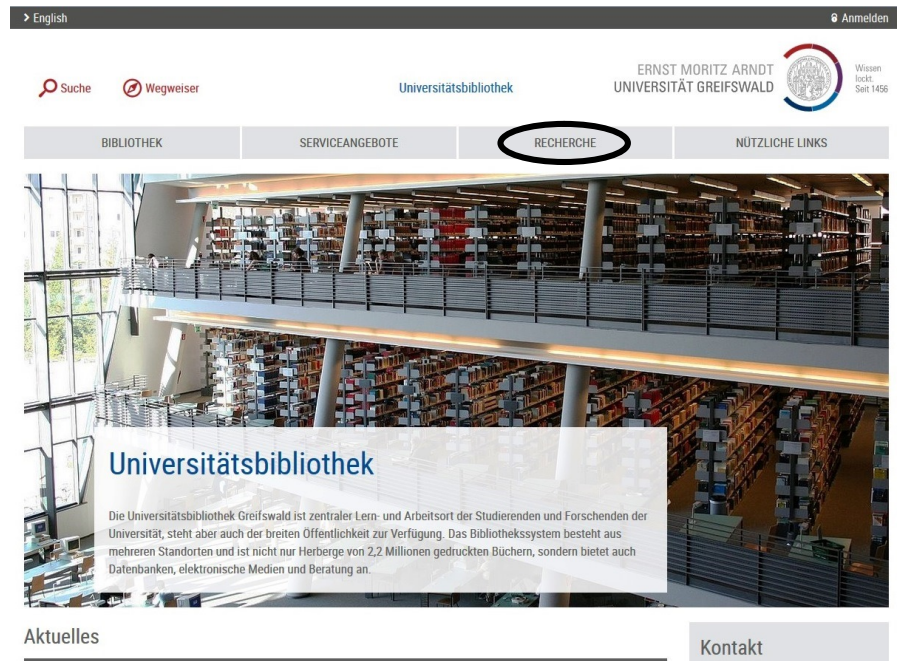 English
Anmelden
Suche
Wegweiser
Universitätsbibliothek
ERNST MORITZ ARNDT
UNIVERSITÄT GREIFSWALD
Wissen
lockt.
Seit 1456
BIBLIOTHEK
SERVICEANGEBOTE
RECHERCHE
NÜTZLICHE LINKS
Universitätsbibliothek
Die Universitätsbibliothek Greifswald ist zentraler Lern- und Arbeitsort der Studierenden und Forschenden der
Universität, steht aber auch der breiten Öffentlichkeit zur Verfügung. Das Bibliothekssystem besteht aus
mehreren Standorten und ist nicht nur Herberge von 2,2 Millionen gedruckten Büchern, sondern bietet auch
Datenbanken, elektronische Medien und Beratung an.
Aktuelles
Kontakt